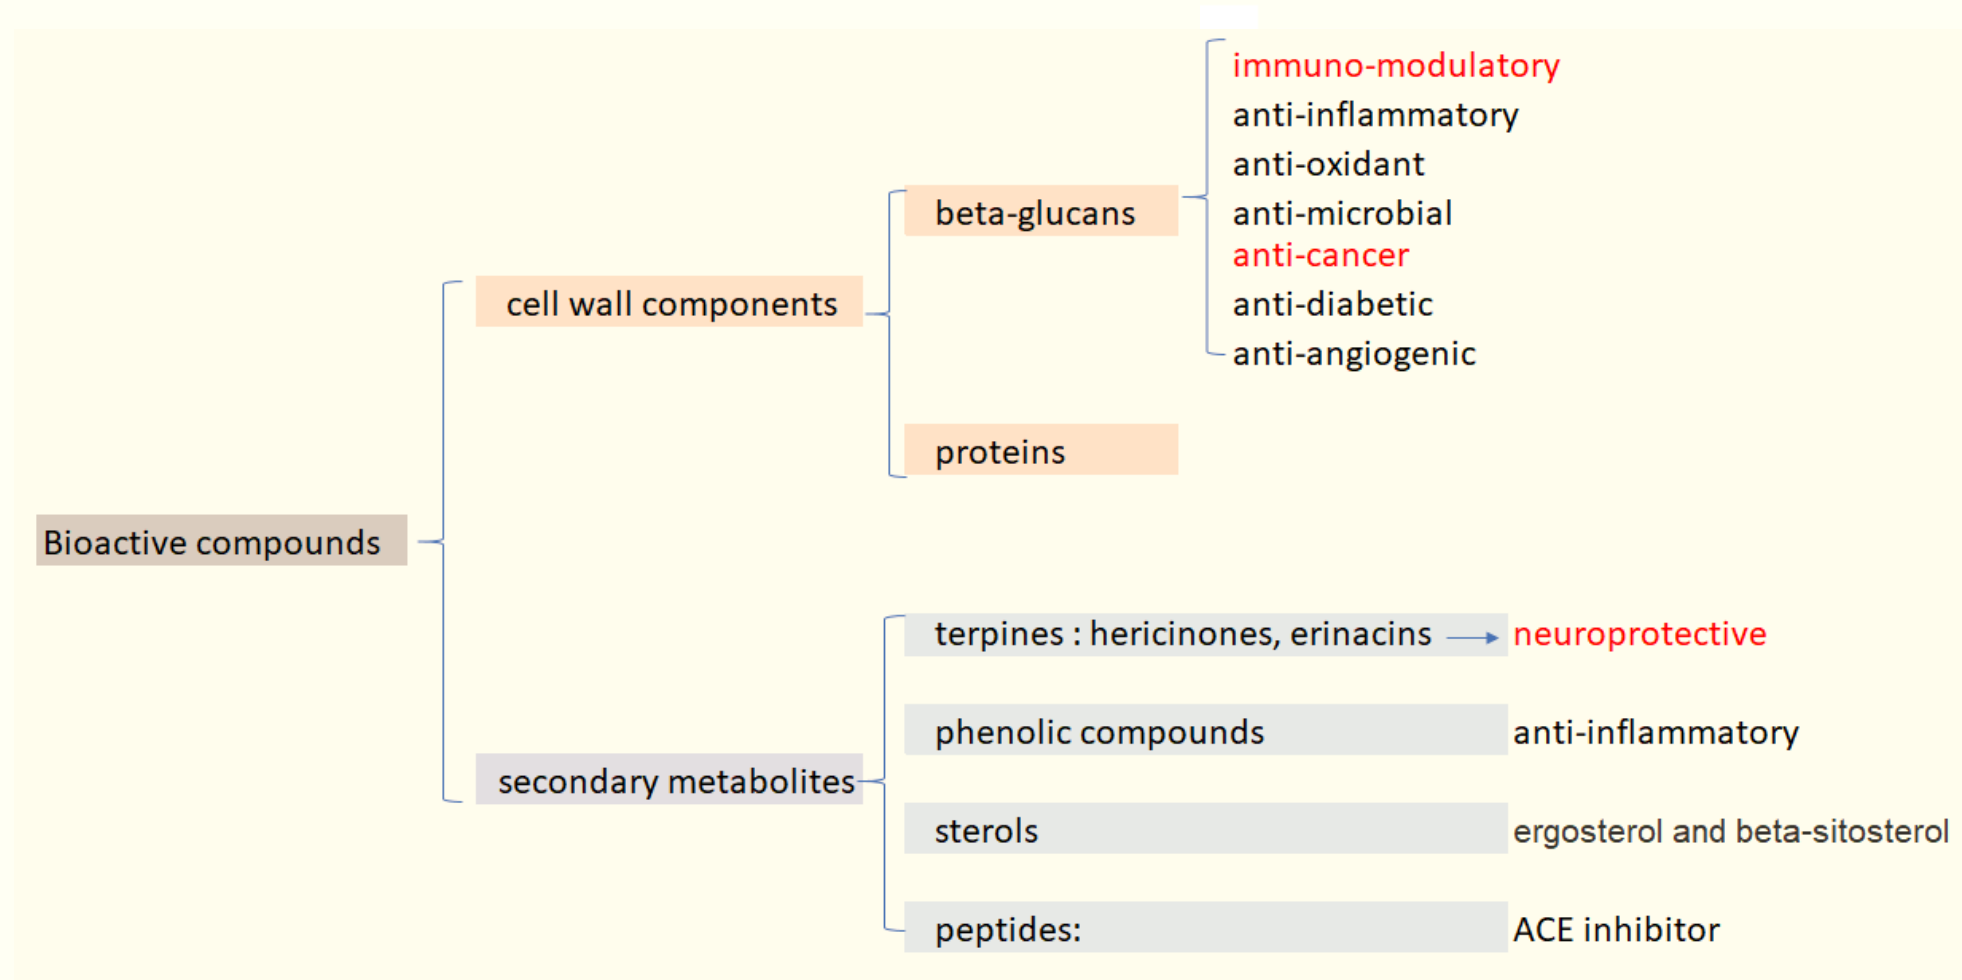 immuno-modulatory
anti-inflammatory
anti-oxidant
anti-microbial
anti-cancer
anti-diabetic
anti-angiogenic
beta-glucans
cell wall components
proteins
Bioactive compounds
terpines : hericinones, erinacins neuroprotective
phenolic compounds anti-inflammatory
secondary metabolites
sterols ergosterol and beta-sitosterol
peptides: ACE inhibitor